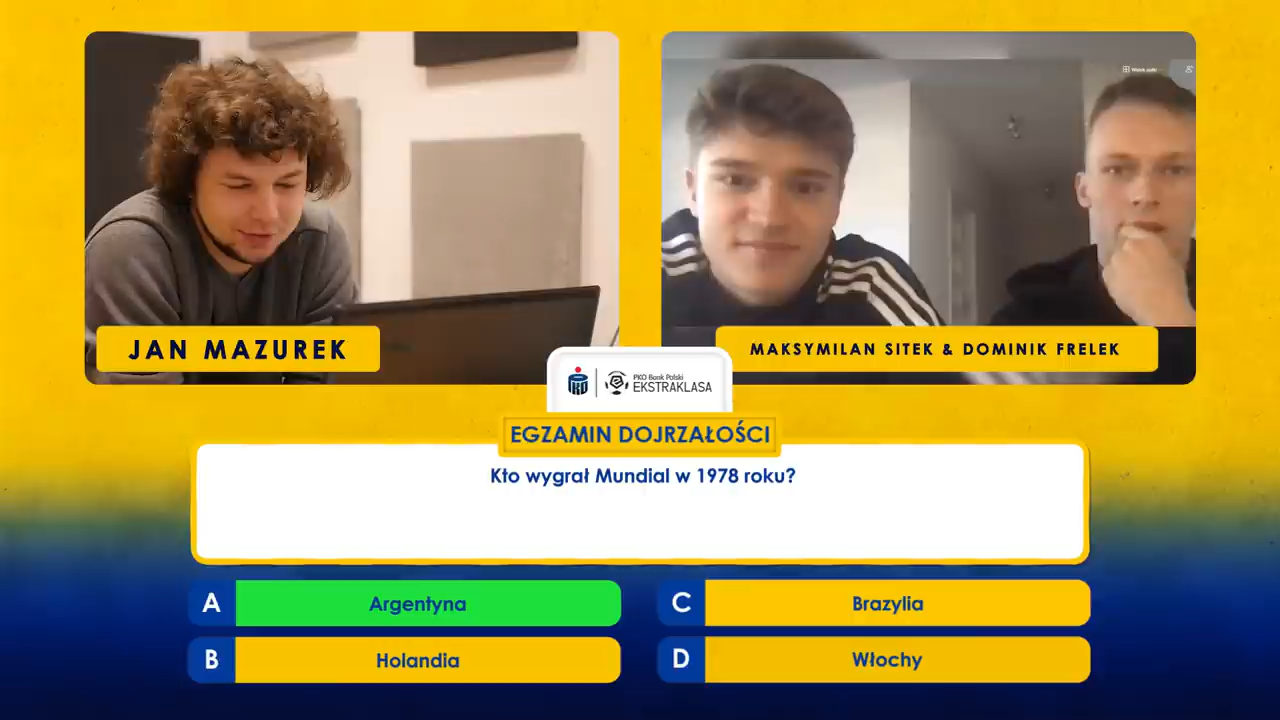 JAN MAZUREK
MAKSYMILAN SITEK & DOMINIK FRELEK
PKO
PKO Bank Polski
EKSTRAKLASA
EGZAMIN DOJRZAŁOŚCI
Kto wygrał Mundial w 1978 roku?
A Argentyna
C Brazylia
B Holandia
D Włochy